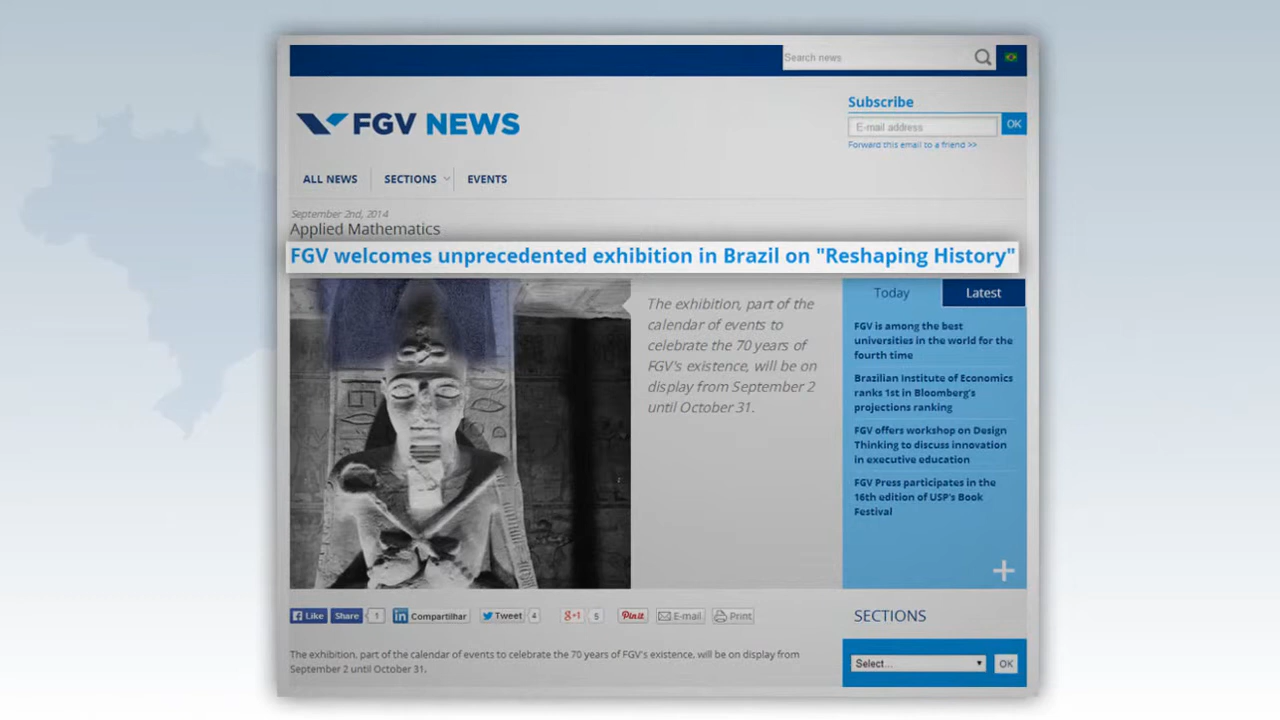 Search news
Subscribe
FGV NEWS
E-mail address
OK
Forward this email to a friend >>
ALL NEWS
SECTIONS
EVENTS
September 2nd, 2014
Applied Mathematics
FGV welcomes unprecedented exhibition in Brazil on "Reshaping History"
The exhibition, part of the
calendar of events to
celebrate the 70 years of
FGV's existence, will be on
display from September 2
until October 31.
Today
Latest
FGV is among the best
universities in the world for the
fourth time
Brazilian Institute of Economics
ranks 1st in Bloomberg's
projections ranking
FGV offers workshop on Design
Thinking to discuss innovation
in executive education
FGV Press participates in the
16th edition of USP's Book
Festival
+
Like
Share
1
in Compartilhar
Tweet
4
g+1
5
Pinit
E-mail
Print
SECTIONS
The exhibition, part of the calendar of events to celebrate the 70 years of FGV's existence, will be on display from
September 2 until October 31.
Select...
OK